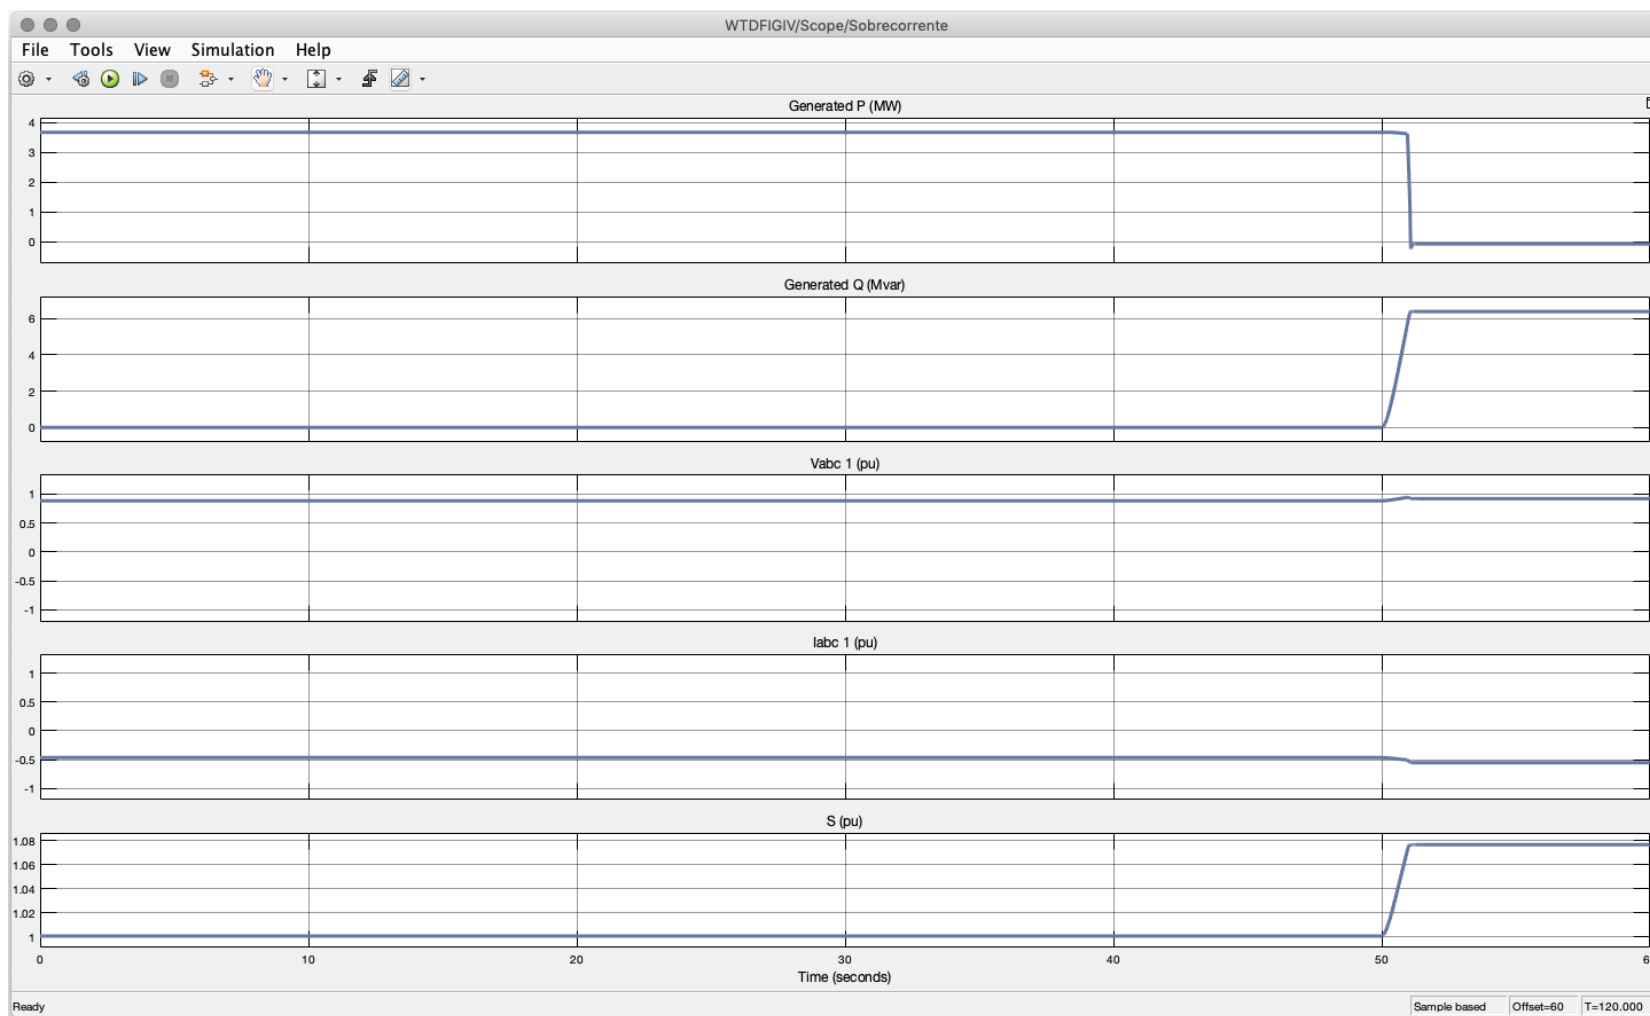 WTDFIGIV/Scope/Sobrecorrente
File Tools View Simulation Help
Generated P (MW)
4
3
2
1
0
Generated Q (Mvar)
6
4
2
0
Vabc 1 (pu)
1
0.5
0
-0.5
-1
Iabc 1 (pu)
1
0.5
0
-0.5
-1
S (pu)
1.08
1.06
1.04
1.02
1
0 10 20 30 40 50
Time (seconds)
Ready Sample based Offset=60 T=120.000